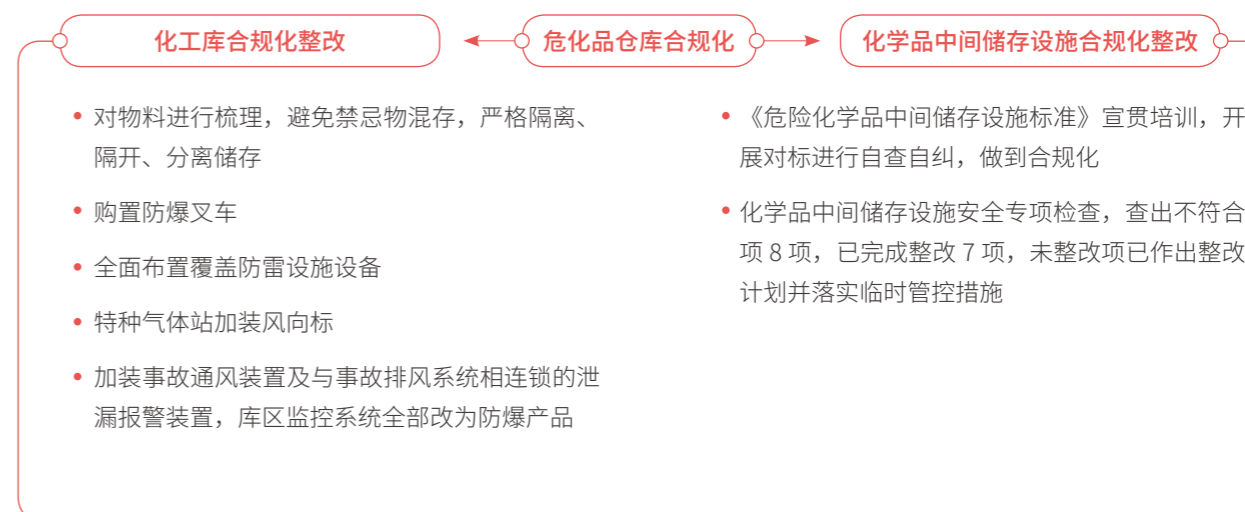 化工库合规化整改
危化品仓库合规化
化学品中间储存设施合规化整改
• 对物料进行梳理，避免禁忌物混存，严格隔离、
隔开、分离储存
• 购置防爆叉车
• 全面布置覆盖防雷设施设备
• 特种气体站加装风向标
• 加装事故通风装置及与事故排风系统相连锁的泄
漏报警装置，库区监控系统全部改为防爆产品
• 《危险化学品中间储存设施标准》宣贯培训，开
展对标进行自查自纠，做到合规化
• 化学品中间储存设施安全专项检查，查出不符合
项 8 项，已完成整改 7 项，未整改项已作出整改
计划并落实临时管控措施